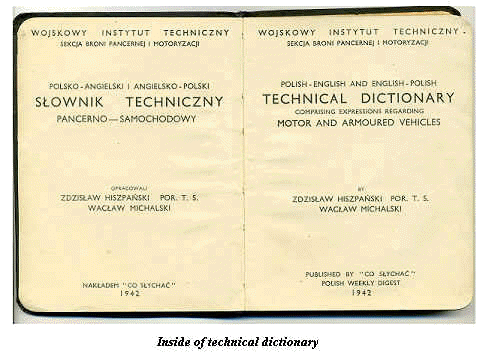 WOJSKOWY INSTYTUT TECHNICZNY
SEKCJA BRONI PANCERNEJ I MOTORYZACJI
POLSKO-ANGIELSKI I ANGIELSKO-POLSKI
SŁOWNIK TECHNICZNY
PANCERNO—SAMOCHODOWY
OPRACOWALI
ZDZISŁAW HISZPAŃSKI POR. T. S.
WACŁAW MICHALSKI
NAKŁADEM "CO SŁYCHAĆ"
1942
WOJSKOWY INSTYTUT TECHNICZNY
SEKCJA BRONI PANCERNEJ I MOTORYZACJI
POLISH-ENGLISH AND ENGLISH-POLISH
TECHNICAL DICTIONARY
COMPRISING EXPRESSIONS REGARDING
MOTOR AND ARMOURED VEHICLES
BY
ZDZISŁAW HISZPAŃSKI POR. T. S.
WACŁAW MICHALSKI
PUBLISHED BY "CO SŁYCHAĆ"
POLISH WEEKLY DIGEST
1942
Inside of technical dictionary